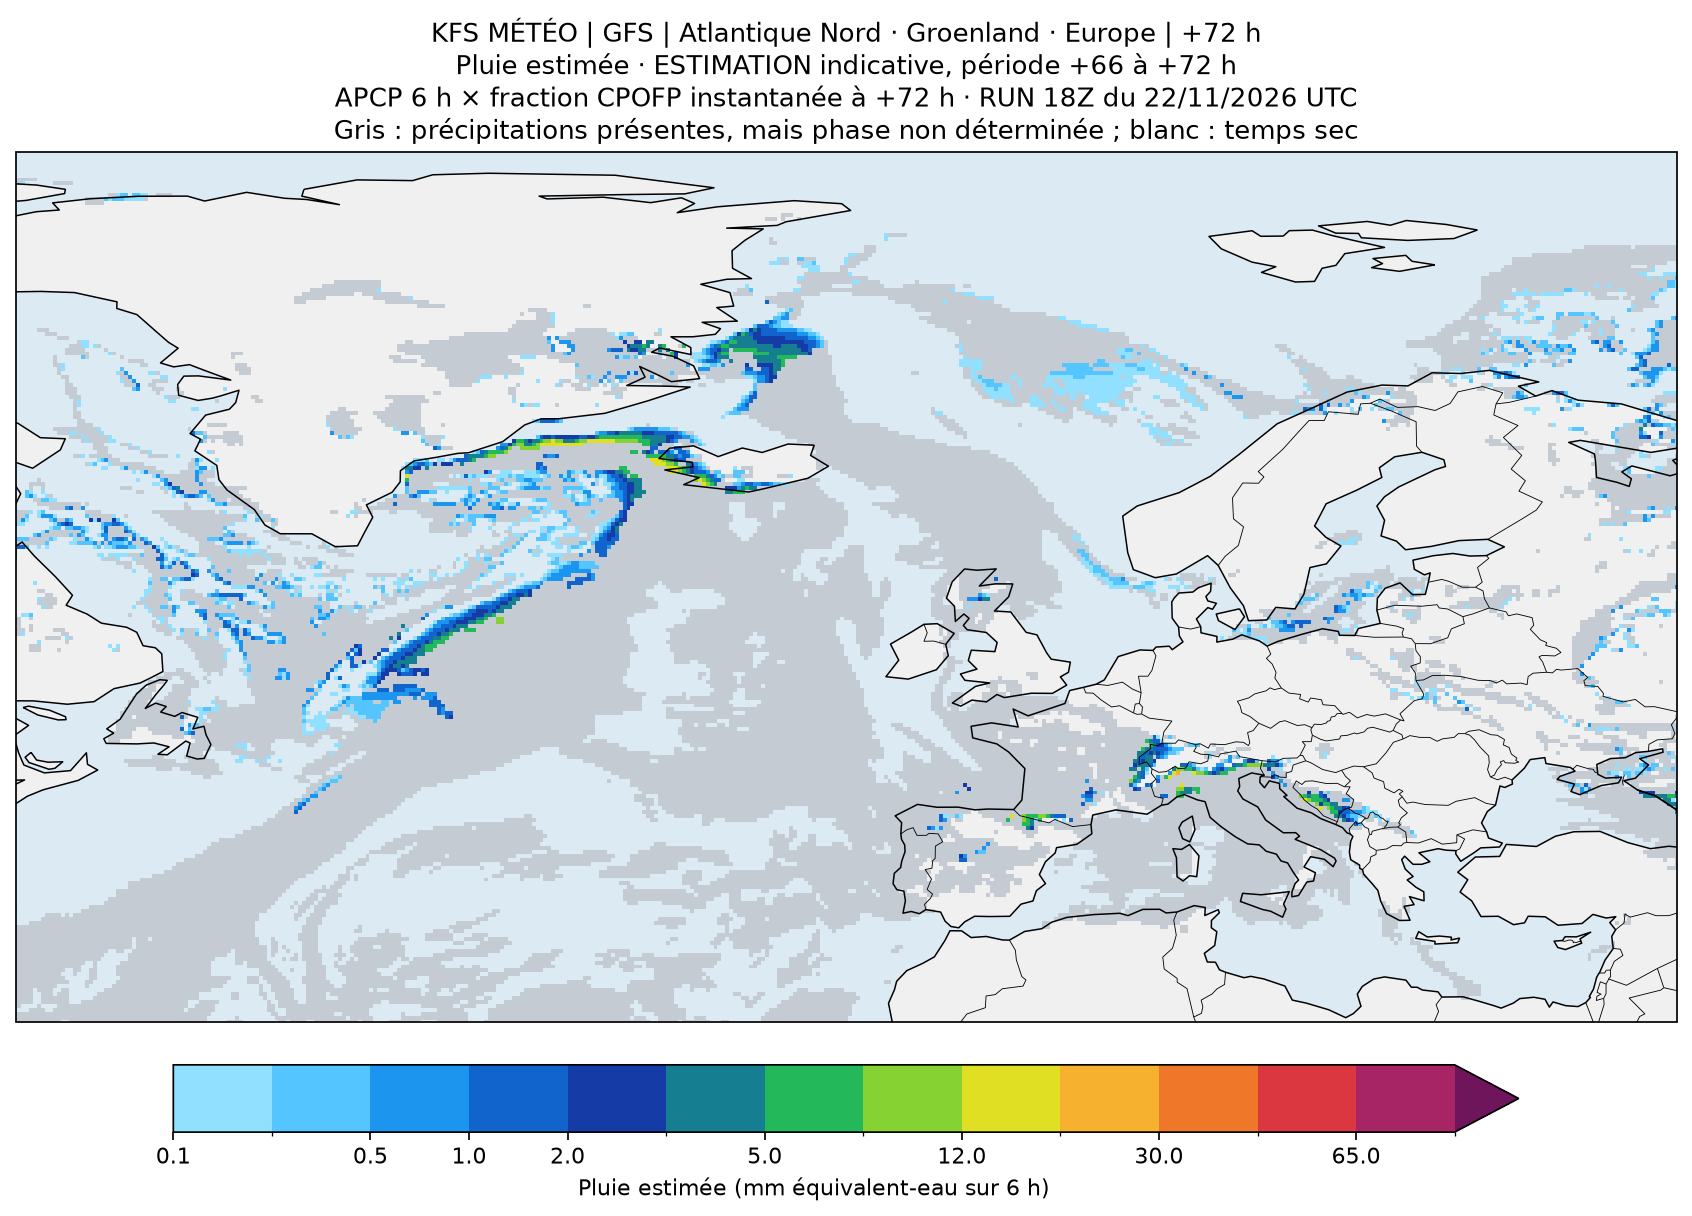 KFS MÉTÉO | GFS | Atlantique Nord · Groenland · Europe | +72 h
Pluie estimée · ESTIMATION indicative, période +66 à +72 h
APCP 6 h × fraction CPOFP instantanée à +72 h · RUN 18Z du 22/11/2026 UTC
Gris : précipitations présentes, mais phase non déterminée ; blanc : temps sec
0.1 0.5 1.0 2.0 5.0 12.0 30.0 65.0
Pluie estimée (mm équivalent-eau sur 6 h)